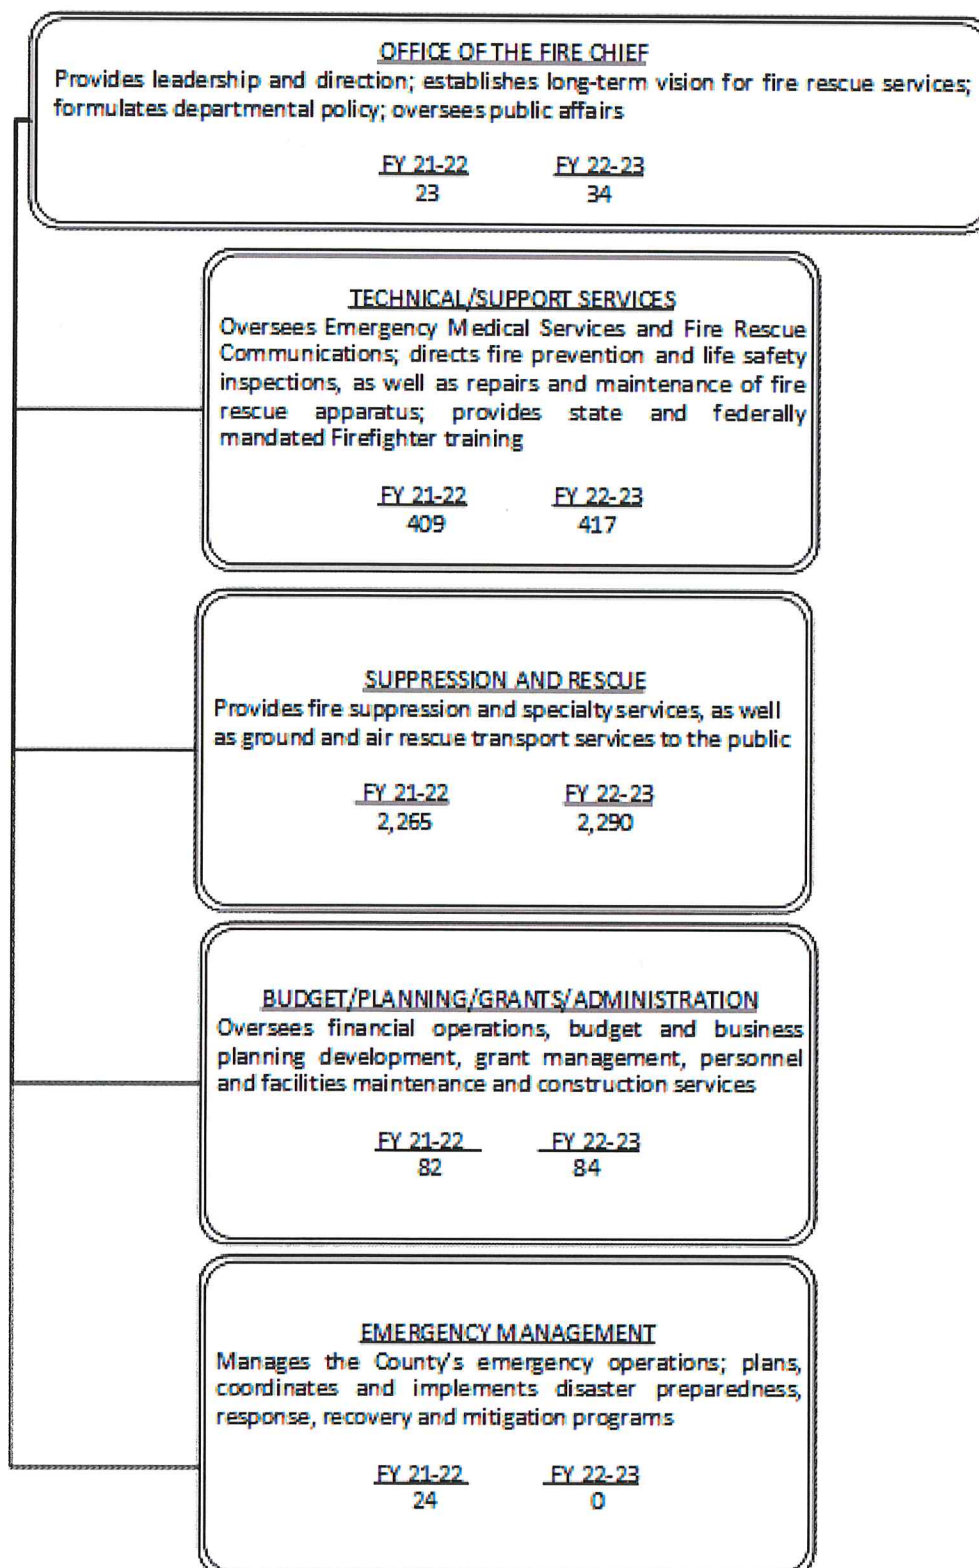 OFFICE OF THE FIRE CHIEF
Provides leadership and direction; establishes long-term vision for fire rescue services;
formulates departmental policy; oversees public affairs
FY 21-22 FY 22-23
23 34
TECHNICAL/SUPPORT SERVICES
Oversees Emergency Medical Services and Fire Rescue
Communications; directs fire prevention and life safety
inspections, as well as repairs and maintenance of fire
rescue apparatus; provides state and federally
mandated Firefighter training
FY 21-22 FY 22-23
409 417
SUPPRESSION AND RESCUE
Provides fire suppression and specialty services, as well
as ground and air rescue transport services to the public
FY 21-22 FY 22-23
2,265 2,290
BUDGET/PLANNING/GRANTS/ADMINISTRATION
Oversees financial operations, budget and business
planning development, grant management, personnel
and facilities maintenance and construction services
FY 21-22 FY 22-23
82 84
EMERGENCY MANAGEMENT
Manages the County's emergency operations; plans,
coordinates and implements disaster preparedness,
response, recovery and mitigation programs
FY 21-22 FY 22-23
24 0